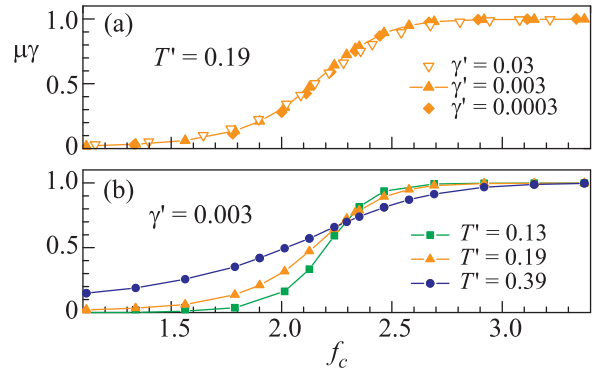 (a)
T' = 0.19
μγ
1.0
0.5
0
γ' = 0.03
γ' = 0.003
γ' = 0.0003
(b)
γ' = 0.003
1.0
0.5
0
T' = 0.13
T' = 0.19
T' = 0.39
1.5 2.0 2.5 3.0
f_c